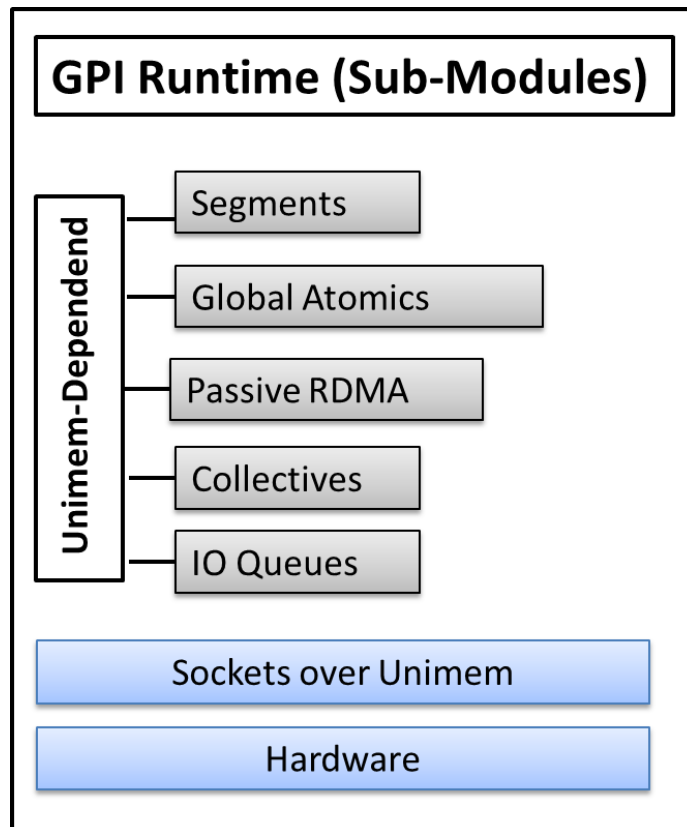 GPI Runtime (Sub-Modules)
Unimem-Dependend
Segments
Global Atomics
Passive RDMA
Collectives
IO Queues
Sockets over Unimem
Hardware